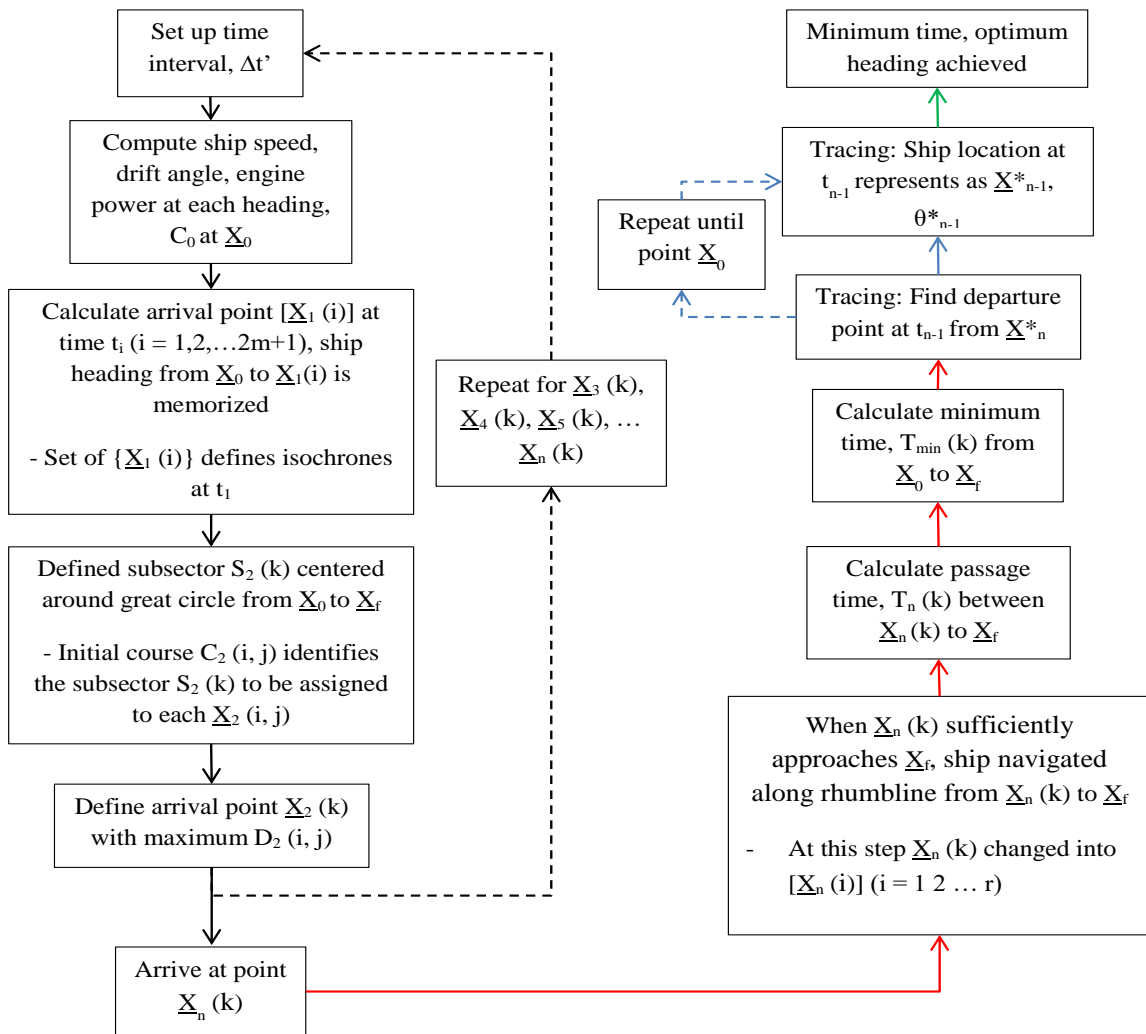 Set up time
interval, Δt’
Compute ship speed,
drift angle, engine
power at each heading,
C0 at X0
Calculate arrival point [X1 (i)] at
time ti (i = 1,2,…2m+1), ship
heading from X0 to X1(i) is
memorized
- Set of {X1 (i)} defines isochrones
at t1
Defined subsector S2 (k) centered
around great circle from X0 to Xf
- Initial course C2 (i, j) identifies
the subsector S2 (k) to be assigned
to each X2 (i, j)
Define arrival point X2 (k)
with maximum D2 (i, j)
Arrive at point
Xn (k)
Repeat for X3 (k),
X4 (k), X5 (k), …
Xn (k)
When Xn (k) sufficiently
approaches Xf, ship navigated
along rhumbline from Xn (k) to Xf
- At this step Xn (k) changed into
[Xn (i)] (i = 1 2 … r)
Calculate passage
time, Tn (k) between
Xn (k) to Xf
Calculate minimum
time, Tmin (k) from
X0 to Xf
Tracing: Find departure
point at tn-1 from X*n
Repeat until
point X0
Tracing: Ship location at
tn-1 represents as X*n-1,
θ*n-1
Minimum time, optimum
heading achieved